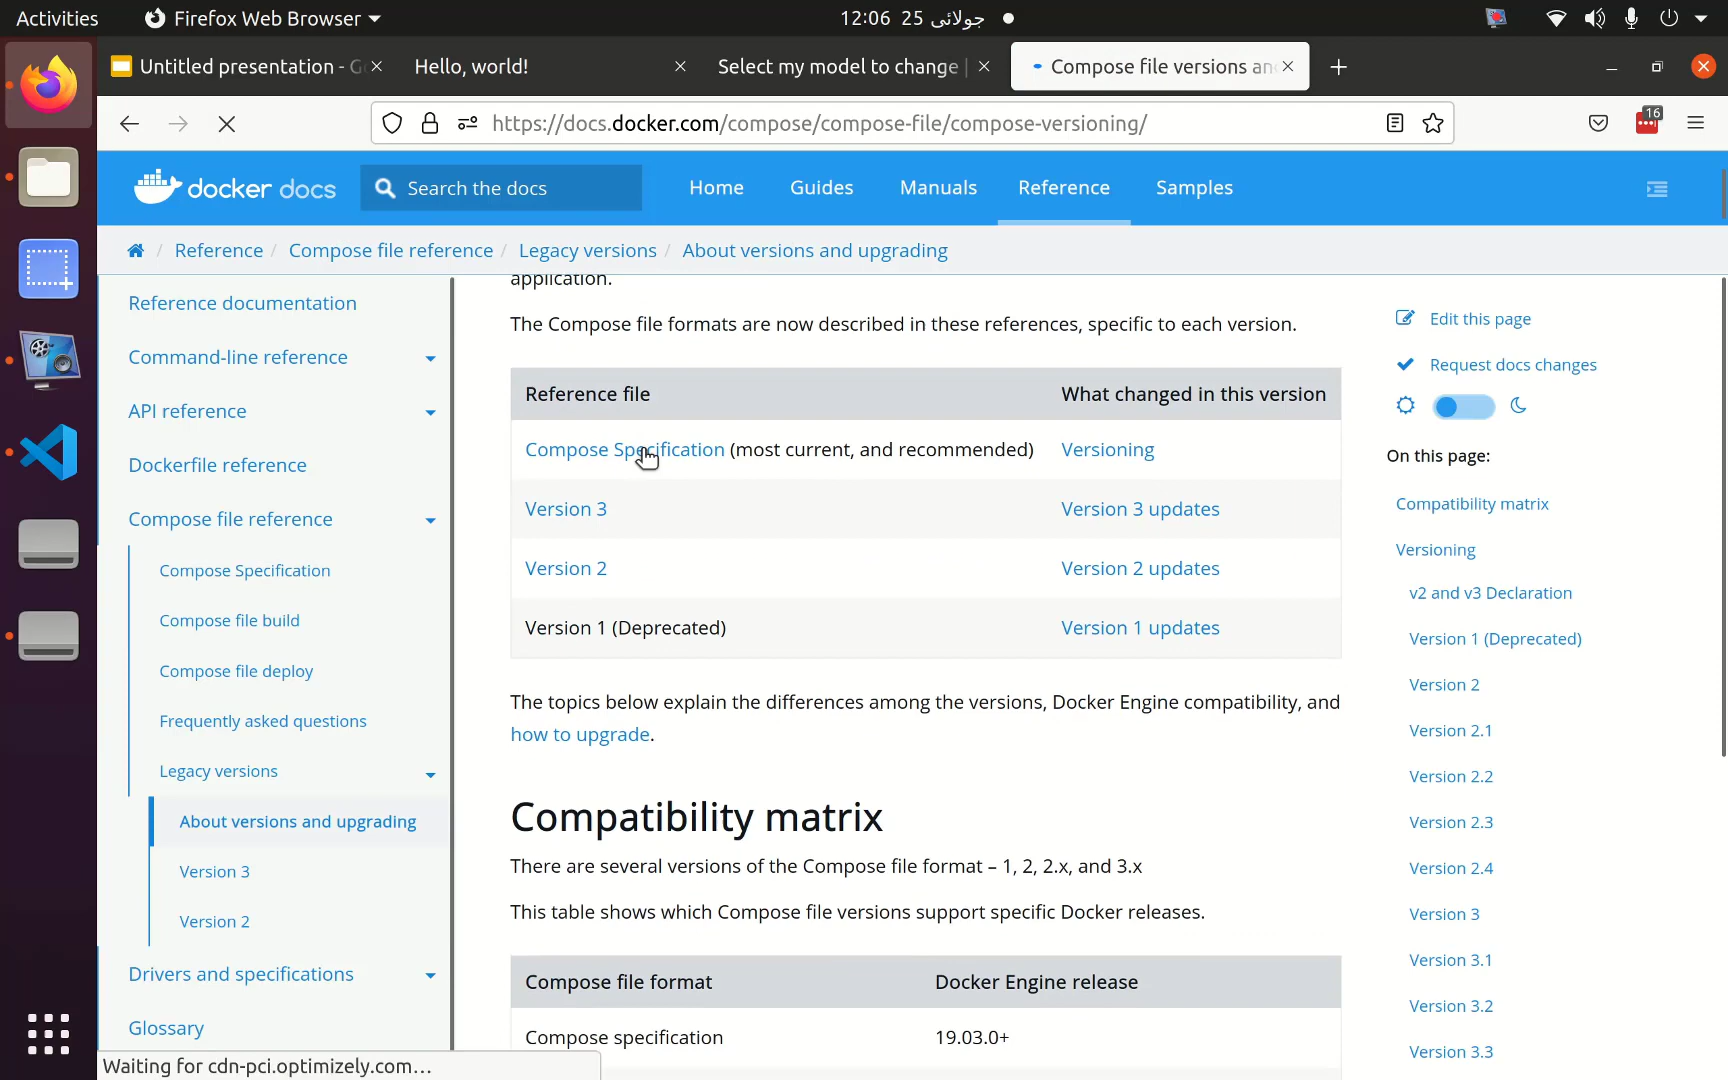 Activities
Firefox Web Browser
12:06 25 جولائی
Untitled presentation - G
Hello, world!
Select my model to change |
Compose file versions an
https://docs.docker.com/compose/compose-file/compose-versioning/
16
docker docs
Search the docs
Home
Guides
Manuals
Reference
Samples
/ Reference / Compose file reference / Legacy versions / About versions and upgrading
Reference documentation
Command-line reference
API reference
Dockerfile reference
Compose file reference
Compose Specification
Compose file build
Compose file deploy
Frequently asked questions
Legacy versions
About versions and upgrading
Version 3
Version 2
Drivers and specifications
Glossary
application.
The Compose file formats are now described in these references, specific to each version.
Reference file
What changed in this version
Compose Specification (most current, and recommended)
Versioning
Version 3
Version 3 updates
Version 2
Version 2 updates
Version 1 (Deprecated)
Version 1 updates
The topics below explain the differences among the versions, Docker Engine compatibility, and
how to upgrade.
Compatibility matrix
There are several versions of the Compose file format – 1, 2, 2.x, and 3.x
This table shows which Compose file versions support specific Docker releases.
Compose file format
Docker Engine release
Compose specification
19.03.0+
Edit this page
Request docs changes
On this page:
Compatibility matrix
Versioning
v2 and v3 Declaration
Version 1 (Deprecated)
Version 2
Version 2.1
Version 2.2
Version 2.3
Version 2.4
Version 3
Version 3.1
Version 3.2
Version 3.3
Waiting for cdn-pci.optimizely.com…